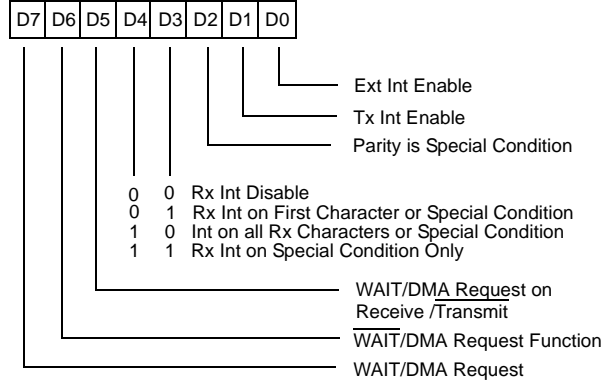 D7 D6 D5 D4 D3 D2 D1 D0
Ext Int Enable
Tx Int Enable
Parity is Special Condition
0 0 Rx Int Disable
0 1 Rx Int on First Character or Special Condition
1 0 Int on all Rx Characters or Special Condition
1 1 Rx Int on Special Condition Only
WAIT/DMA Request on
Receive /Transmit
WAIT/DMA Request Function
WAIT/DMA Request